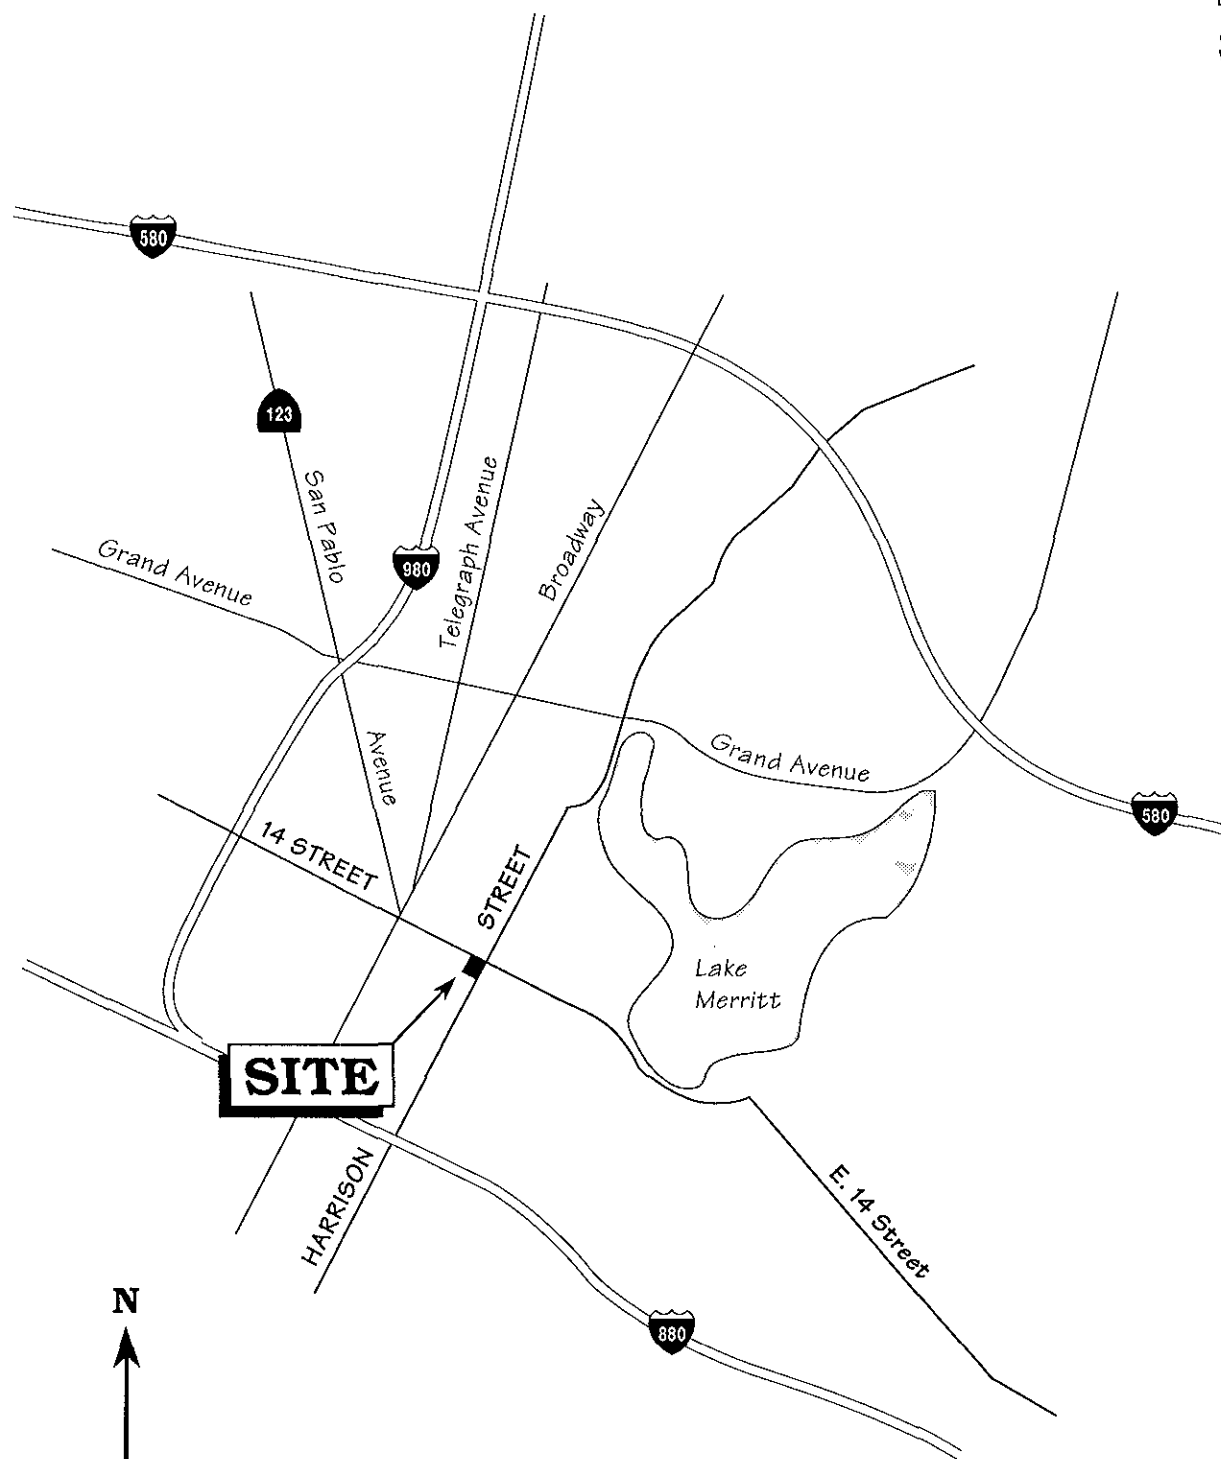 580
123
San Pablo
Telegraph Avenue
Broadway
Grand Avenue
980
Avenue
Grand Avenue
580
14 STREET
STREET
Lake
Merritt
SITE
HARRISON
E. 14 Street
N
880